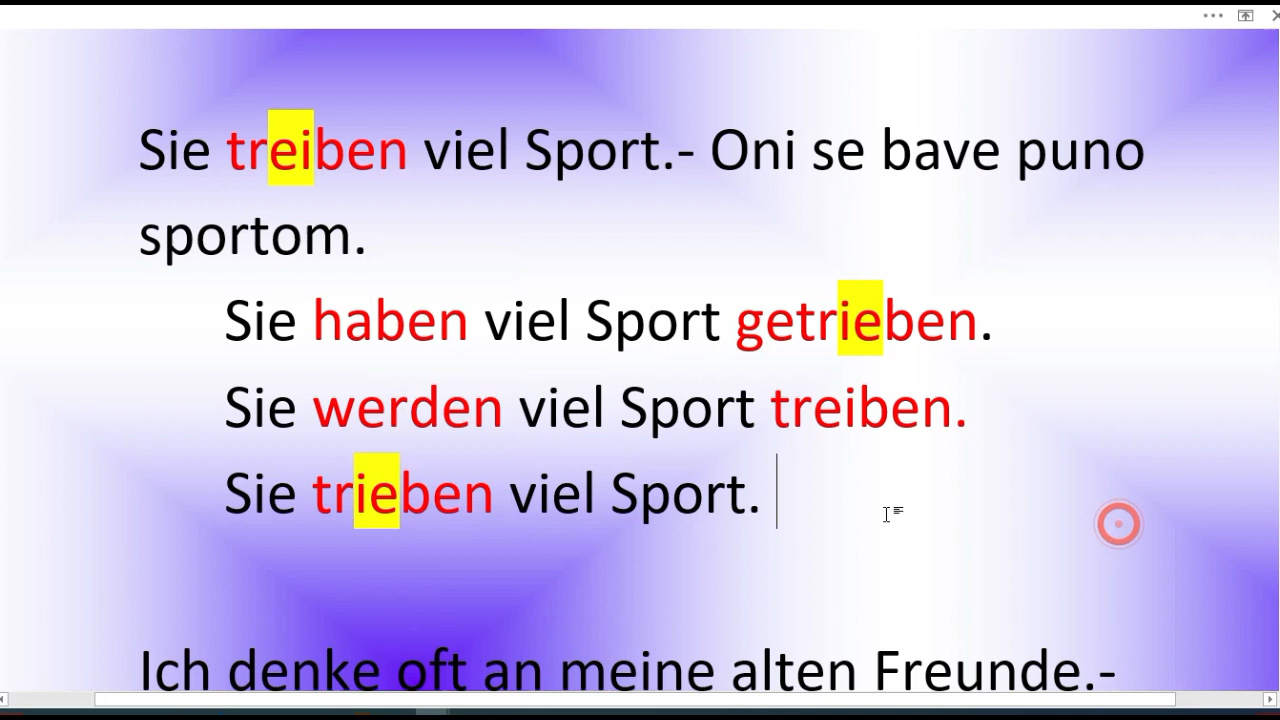 Sie treiben viel Sport.- Oni se bave puno
sportom.
Sie haben viel Sport getrieben.
Sie werden viel Sport treiben.
Sie trieben viel Sport.
Ich denke oft an meine alten Freunde.-